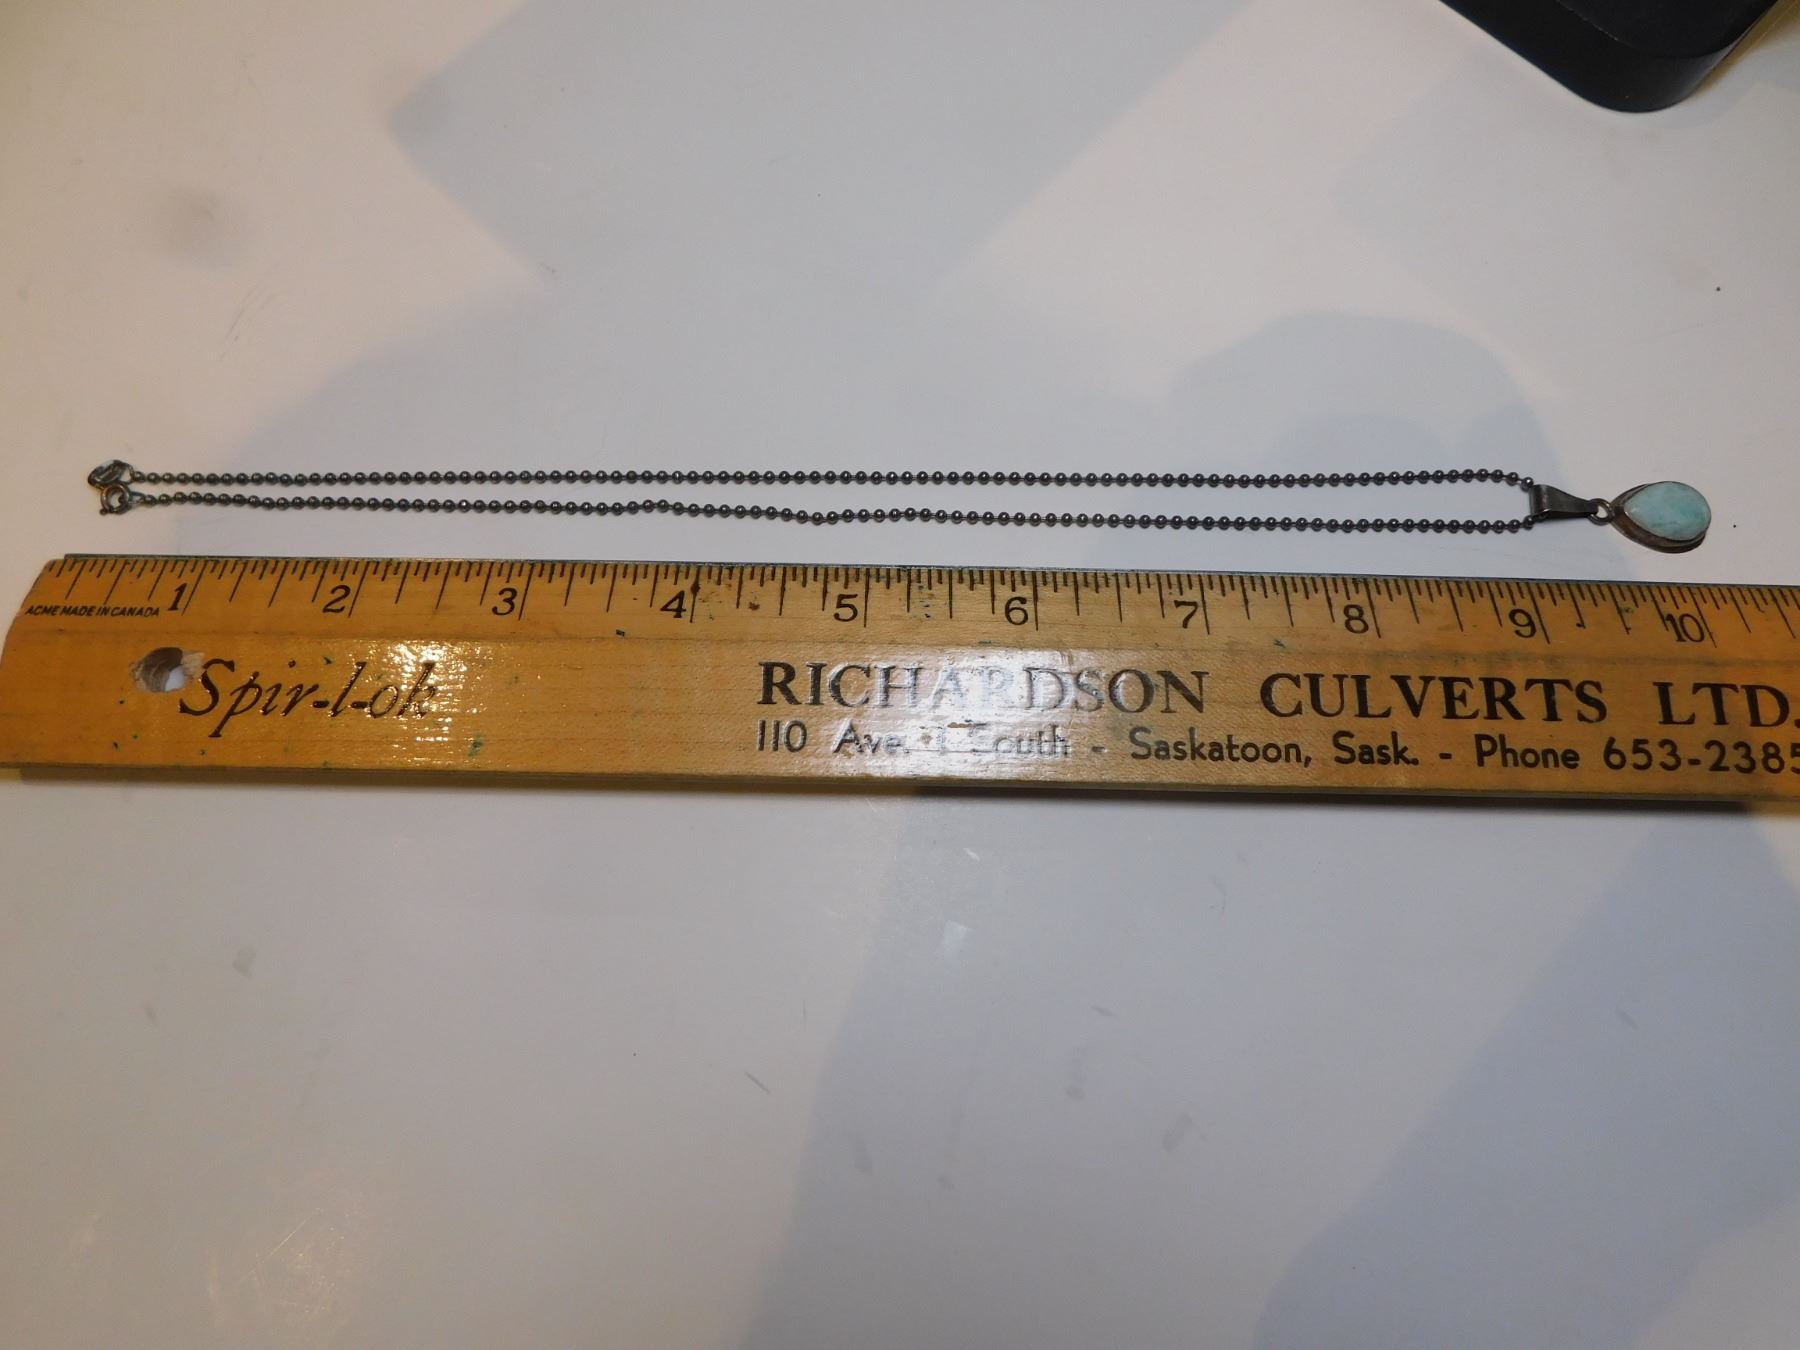 1 2 3 4 5 6 7 8 9 10
ACME MADE IN CANADA
Spir-l-ok
RICHARDSON CULVERTS LTD.
110 Ave. I South - Saskatoon, Sask. - Phone 653-2385